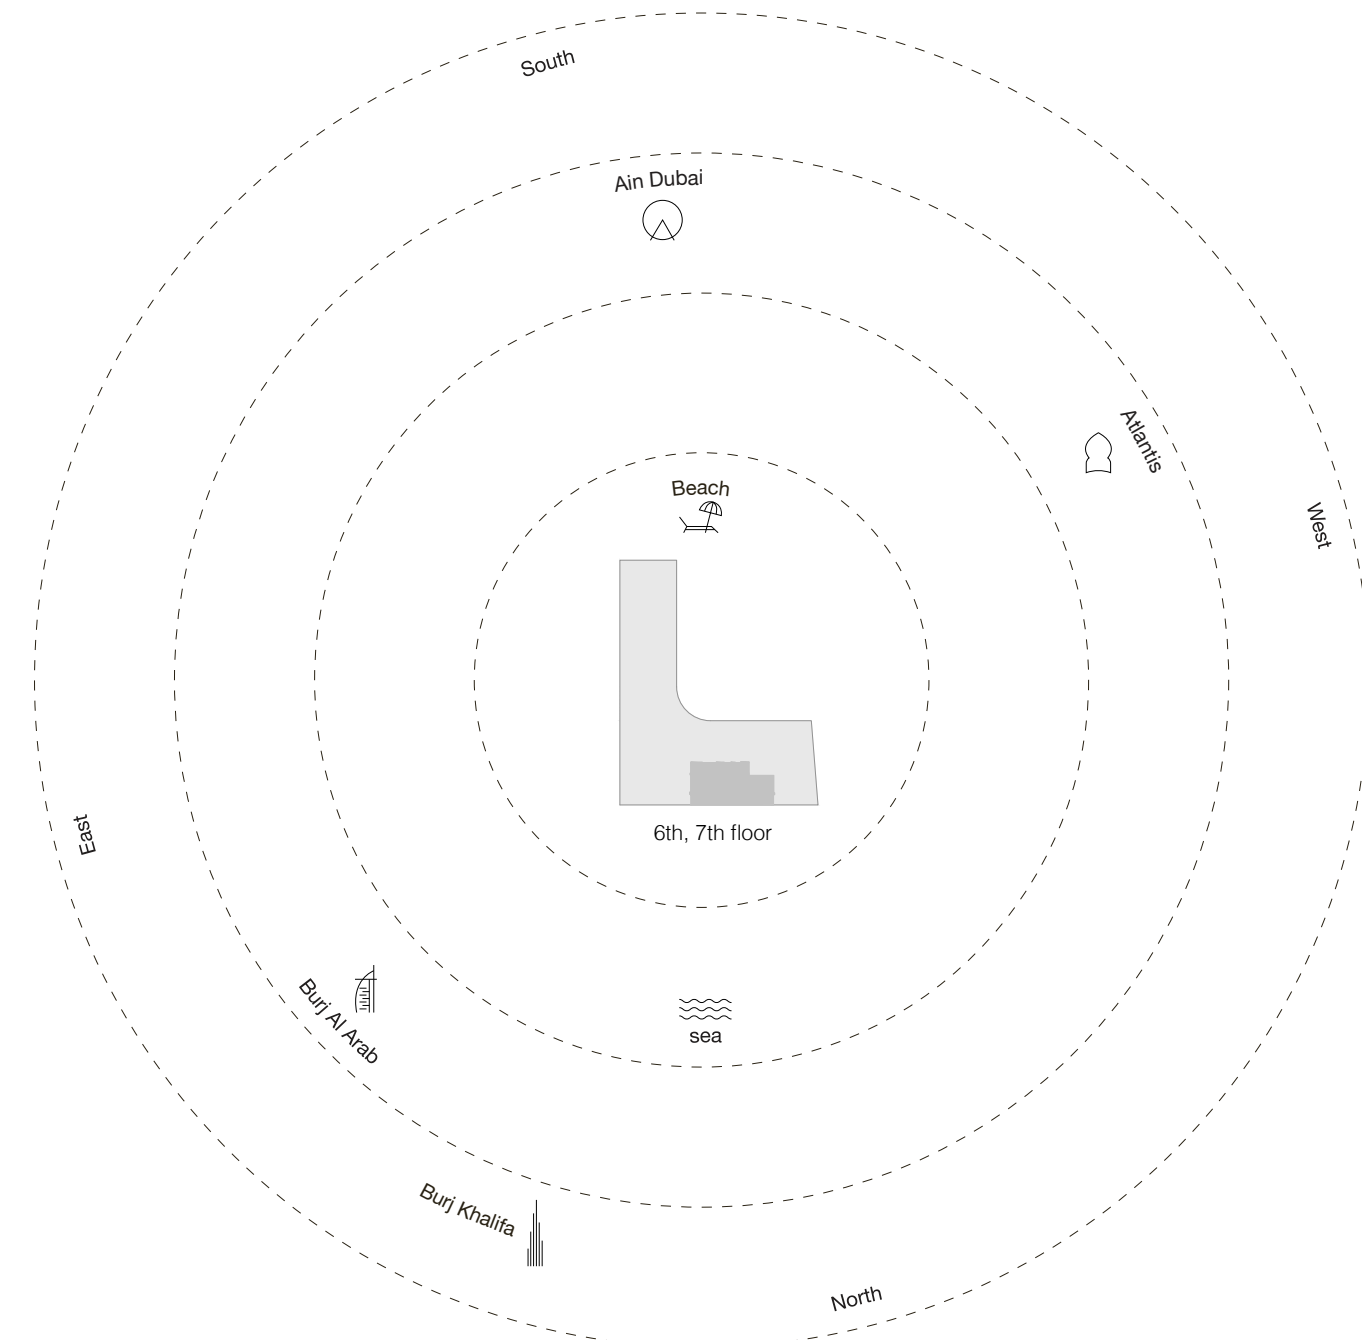 South
Ain Dubai
Atlantis
Beach
West
East
6th, 7th floor
Burj Al Arab
sea
Burj Khalifa
North